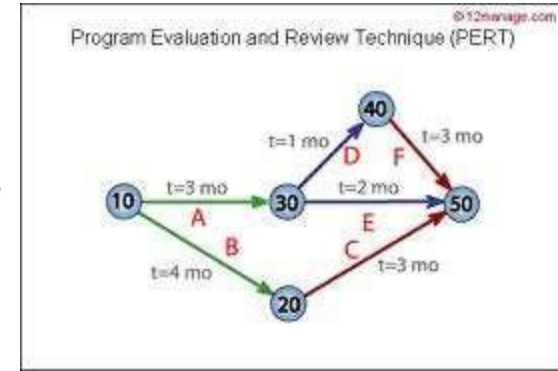 ©12manage.com
Program Evaluation and Review Technique (PERT)
40
t=1 mo
D
F
t=3 mo
10
t=3 mo
A
30
t=2 mo
E
50
B
t=4 mo
C
t=3 mo
20